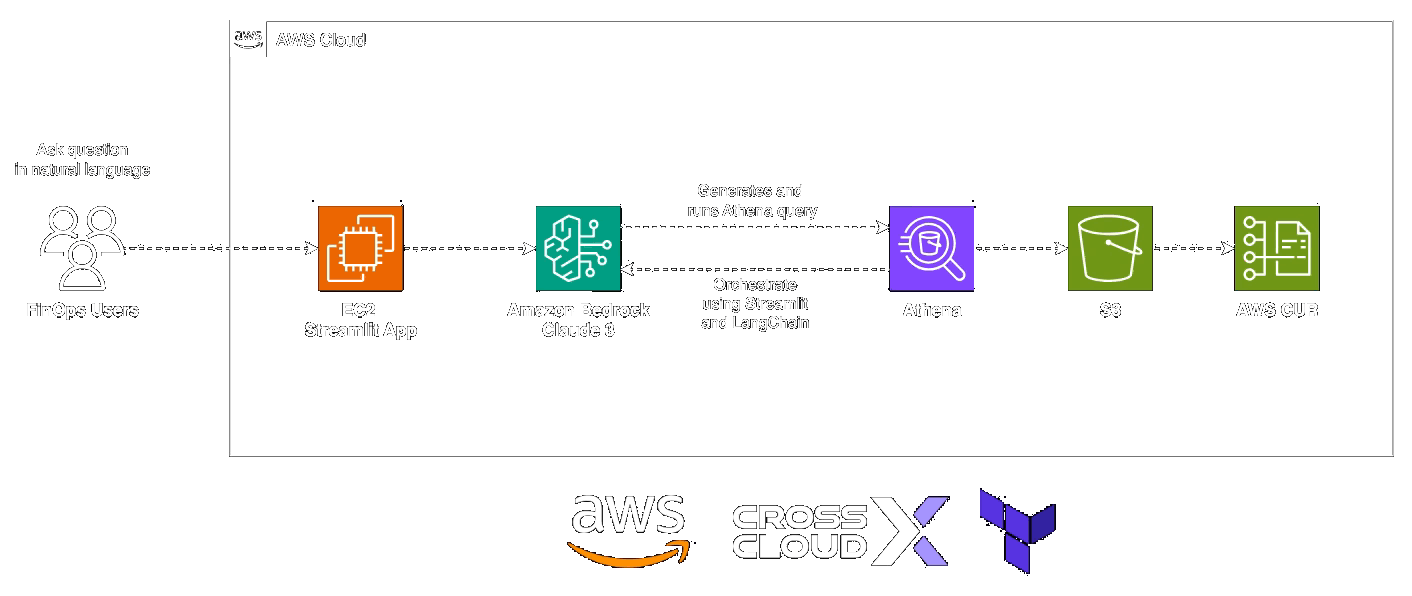 aws
AWS Cloud
Ask question
in natural language
FinOps Users
EC2
Streamlit App
Amazon Bedrock
Claude 3
Generates and
runs Athena query
Orchestrate
using Streamlit
and LangChain
Athena
S3
AWS CUR
aws
CROSS
CLOUD X